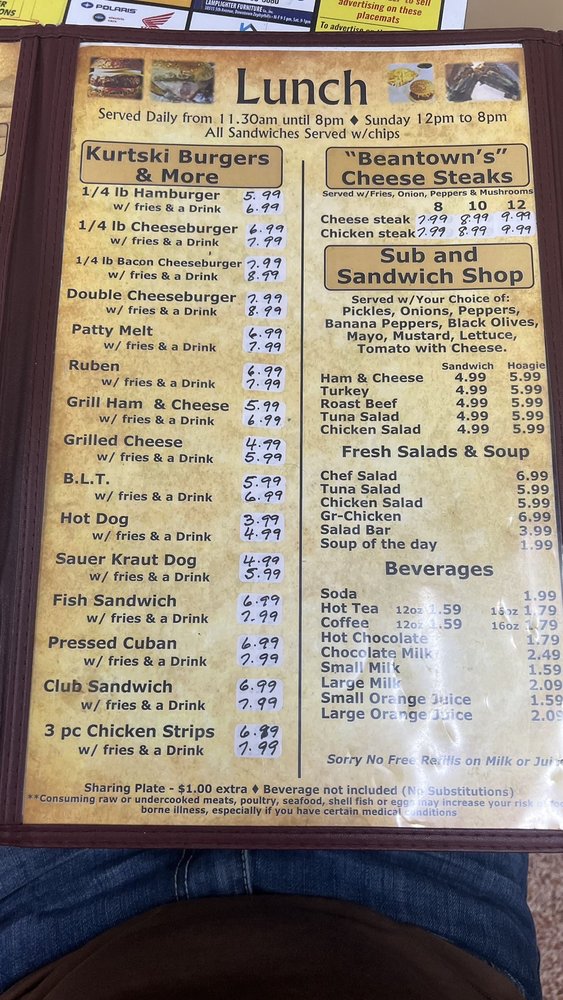 POLARIS
HONDA
LAMPLIGHTER FURNITURE Co. Inc.
advertising on these
placemats
To advertise
Lunch
Served Daily from 11.30am until 8pm ♦ Sunday 12pm to 8pm
All Sandwiches Served w/chips
Kurtski Burgers
& More
1/4 lb Hamburger 5.99
w/ fries & a Drink 6.99
1/4 lb Cheeseburger 6.99
w/ fries & a Drink 7.99
1/4 lb Bacon Cheeseburger 7.99
w/ fries & a Drink 8.99
Double Cheeseburger 7.99
w/ fries & a Drink 8.99
Patty Melt 6.99
w/ fries & a Drink 7.99
Ruben 6.99
w/ fries & a Drink 7.99
Grill Ham & Cheese 5.99
w/ fries & a Drink 6.99
Grilled Cheese 4.99
w/ fries & a Drink 5.99
B.L.T. 5.99
w/ fries & a Drink 6.99
Hot Dog 3.99
w/ fries & a Drink 4.99
Sauer Kraut Dog 4.99
w/ fries & a Drink 5.99
Fish Sandwich 6.99
w/ fries & a Drink 7.99
Pressed Cuban 6.99
w/ fries & a Drink 7.99
Club Sandwich 6.99
w/ fries & a Drink 7.99
3 pc Chicken Strips 6.89
w/ fries & a Drink 7.99
"Beantown's"
Cheese Steaks
Served w/Fries, Onion, Peppers & Mushrooms
8 10 12
Cheese steak 7.99 8.99 9.99
Chicken steak 7.99 8.99 9.99
Sub and
Sandwich Shop
Served w/Your Choice of:
Pickles, Onions, Peppers,
Banana Peppers, Black Olives,
Mayo, Mustard, Lettuce,
Tomato with Cheese.
Sandwich Hoagie
Ham & Cheese 4.99 5.99
Turkey 4.99 5.99
Roast Beef 4.99 5.99
Tuna Salad 4.99 5.99
Chicken Salad 4.99 5.99
Fresh Salads & Soup
Chef Salad 6.99
Tuna Salad 5.99
Chicken Salad 5.99
Gr-Chicken 6.99
Salad Bar 3.99
Soup of the day 1.99
Beverages
Soda 1.99
Hot Tea 12oz 1.59 16oz 1.79
Coffee 12oz 1.59 16oz 1.79
Hot Chocolate 1.79
Chocolate Milk 2.49
Small Milk 1.59
Large Milk 2.09
Small Orange Juice 1.59
Large Orange Juice 2.09
Sorry No Free Refills on Milk or Jui
Sharing Plate - $1.00 extra ♦ Beverage not included (No Substitutions)
**Consuming raw or undercooked meats, poultry, seafood, shell fish or eggs may increase your risk of foo
borne illness, especially if you have certain medical conditions